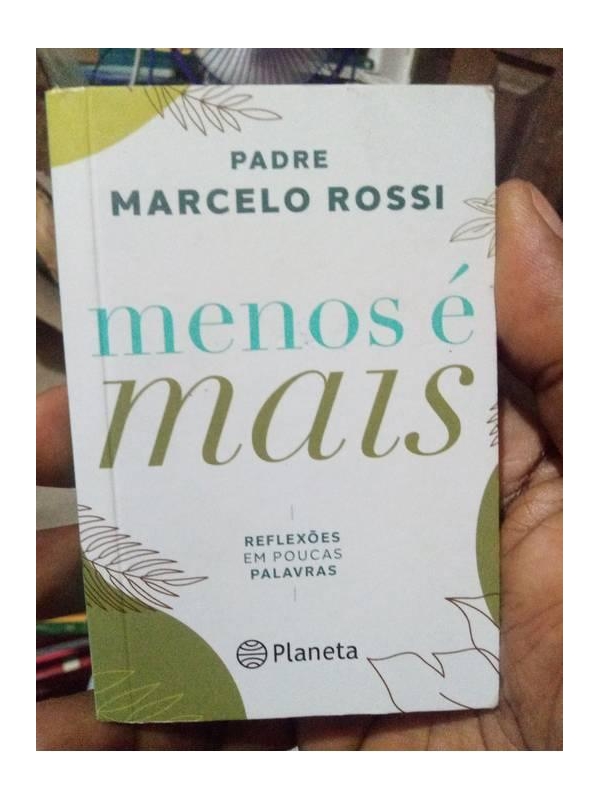 PADRE
MARCELO ROSSI
menos é
mais
REFLEXÕES
EM POUCAS
PALAVRAS
Planeta